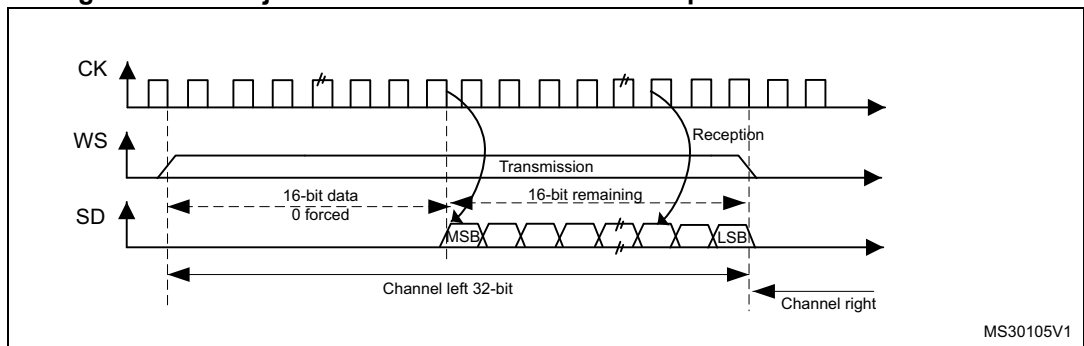 CK
WS
Reception
Transmission
16-bit data
0 forced
16-bit remaining
SD
MSB
LSB
Channel left 32-bit
Channel right
MS30105V1